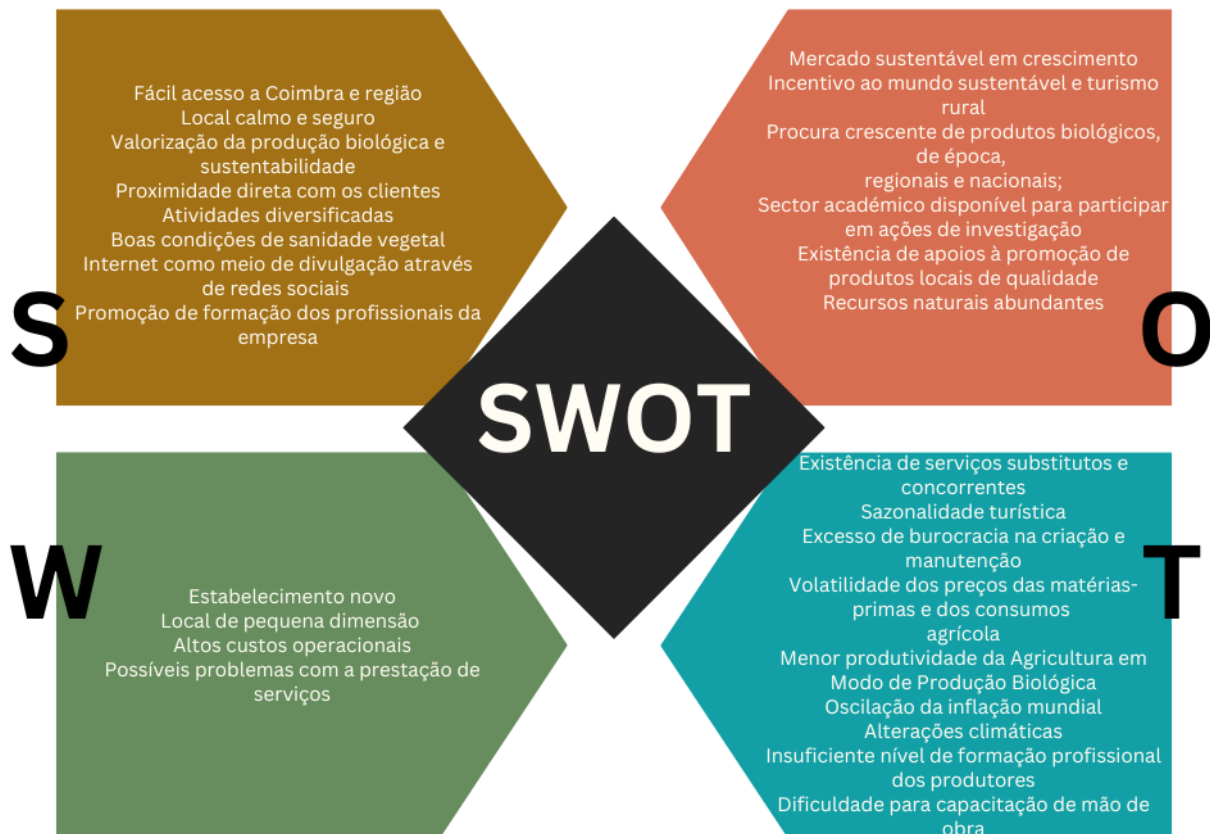 Fácil acesso a Coimbra e região
Local calmo e seguro
Valorização da produção biológica e
sustentabilidade
Proximidade direta com os clientes
Atividades diversificadas
Boas condições de sanidade vegetal
Internet como meio de divulgação através
de redes sociais
Promoção de formação dos profissionais da
empresa
S
Mercado sustentável em crescimento
Incentivo ao mundo sustentável e turismo
rural
Procura crescente de produtos biológicos,
de época,
regionais e nacionais;
Sector académico disponível para participar
em ações de investigação
Existência de apoios à promoção de
produtos locais de qualidade
Recursos naturais abundantes
O
SWOT
W
Estabelecimento novo
Local de pequena dimensão
Altos custos operacionais
Possíveis problemas com a prestação de
serviços
Existência de serviços substitutos e
concorrentes
Sazonalidade turística
Excesso de burocracia na criação e
manutenção
Volatilidade dos preços das matérias-
primas e dos consumos
agrícola
Menor produtividade da Agricultura em
Modo de Produção Biológica
Oscilação da inflação mundial
Alterações climáticas
Insuficiente nível de formação profissional
dos produtores
Dificuldade para capacitação de mão de
obra
T